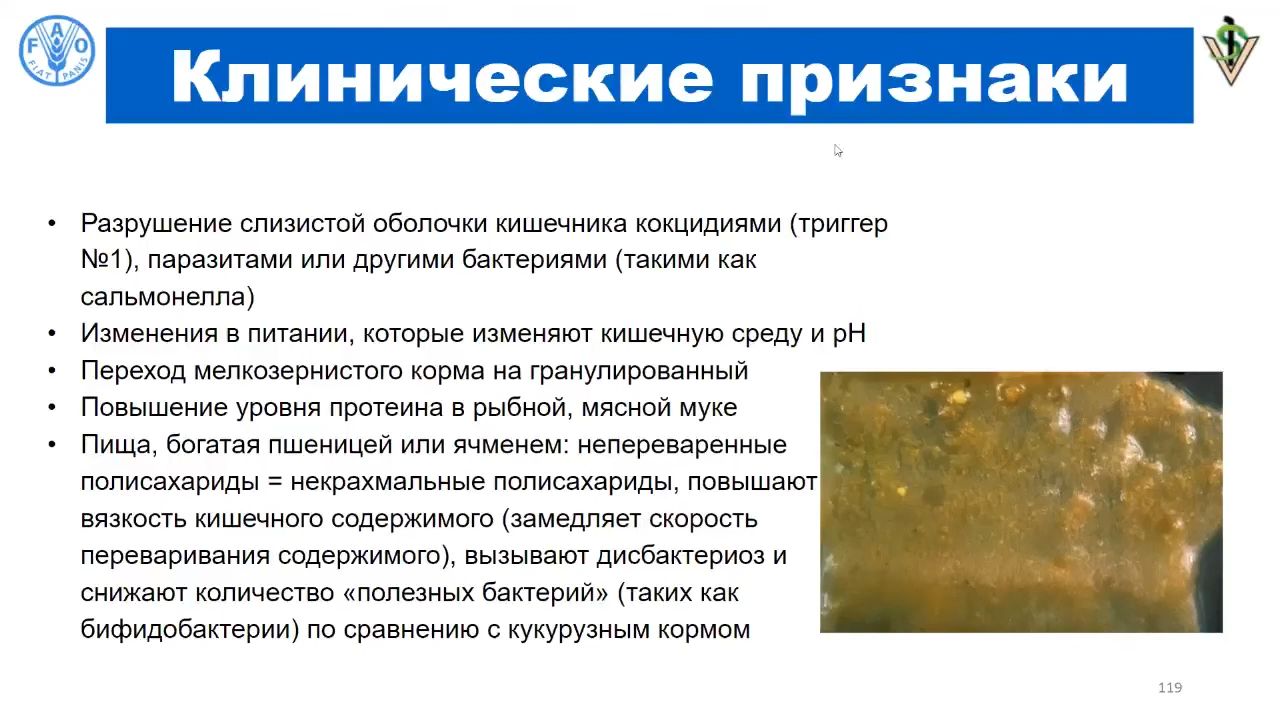 FAO
FIAT PANIS
Клинические признаки
• Разрушение слизистой оболочки кишечника кокцидиями (триггер
№1), паразитами или другими бактериями (такими как
сальмонелла)
• Изменения в питании, которые изменяют кишечную среду и pH
• Переход мелкозернистого корма на гранулированный
• Повышение уровня протеина в рыбной, мясной муке
• Пища, богатая пшеницей или ячменем: непереваренные
полисахариды = некрахмальные полисахариды, повышают
вязкость кишечного содержимого (замедляет скорость
переваривания содержимого), вызывают дисбактериоз и
снижают количество «полезных бактерий» (таких как
бифидобактерии) по сравнению с кукурузным кормом
119